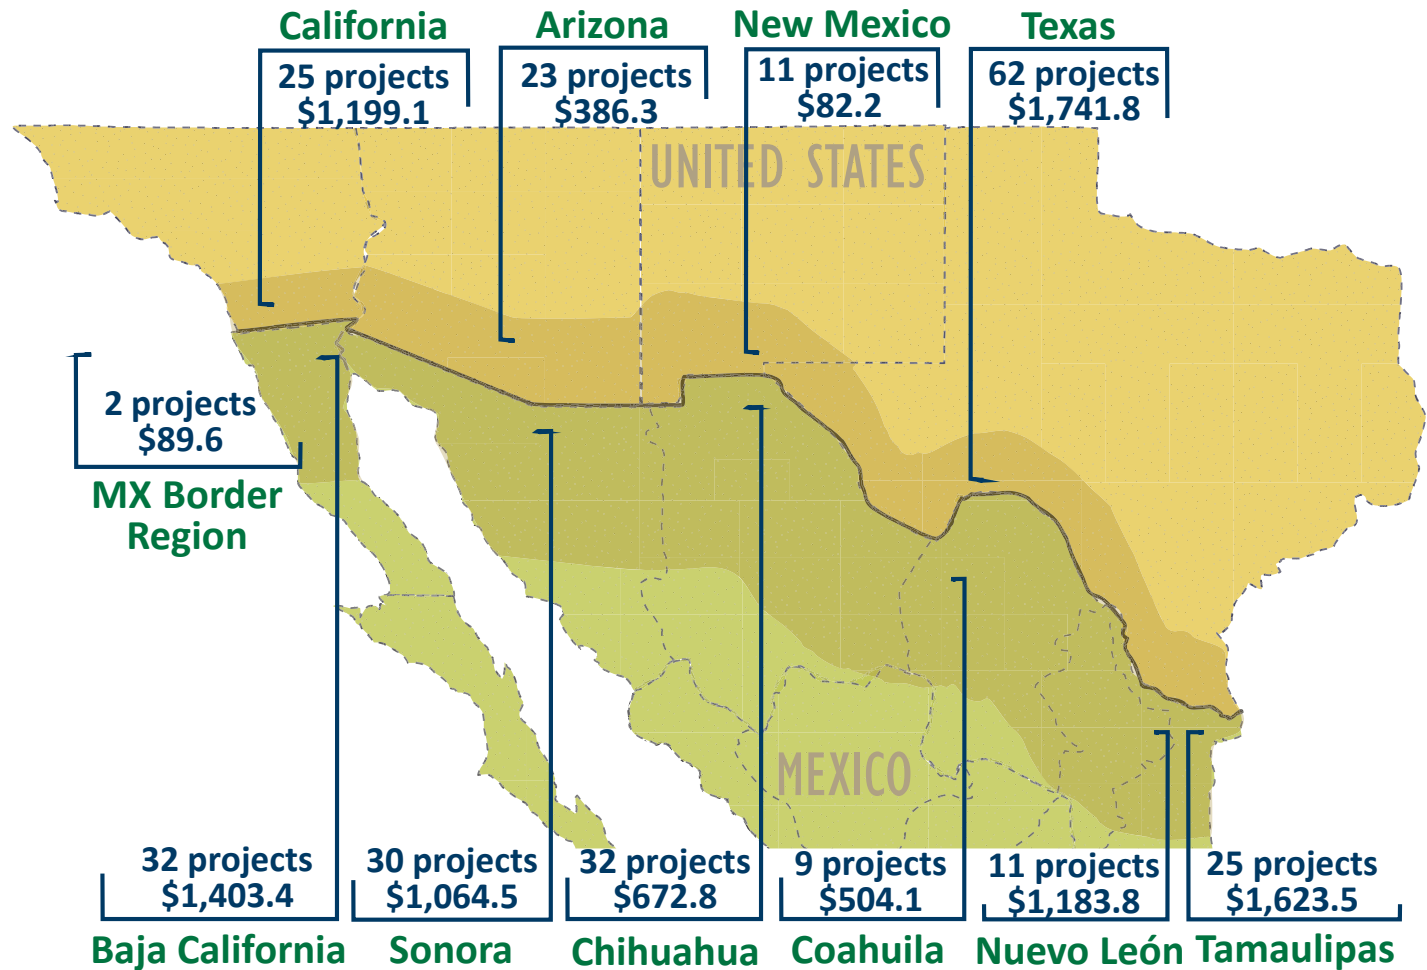 California
25 projects
$1,199.1
Arizona
23 projects
$386.3
New Mexico
11 projects
$82.2
Texas
62 projects
$1,741.8
UNITED STATES
2 projects
$89.6
MX Border
Region
MEXICO
32 projects
$1,403.4
Baja California
30 projects
$1,064.5
Sonora
32 projects
$672.8
Chihuahua
9 projects
$504.1
Coahuila
11 projects
$1,183.8
Nuevo León
25 projects
$1,623.5
Tamaulipas